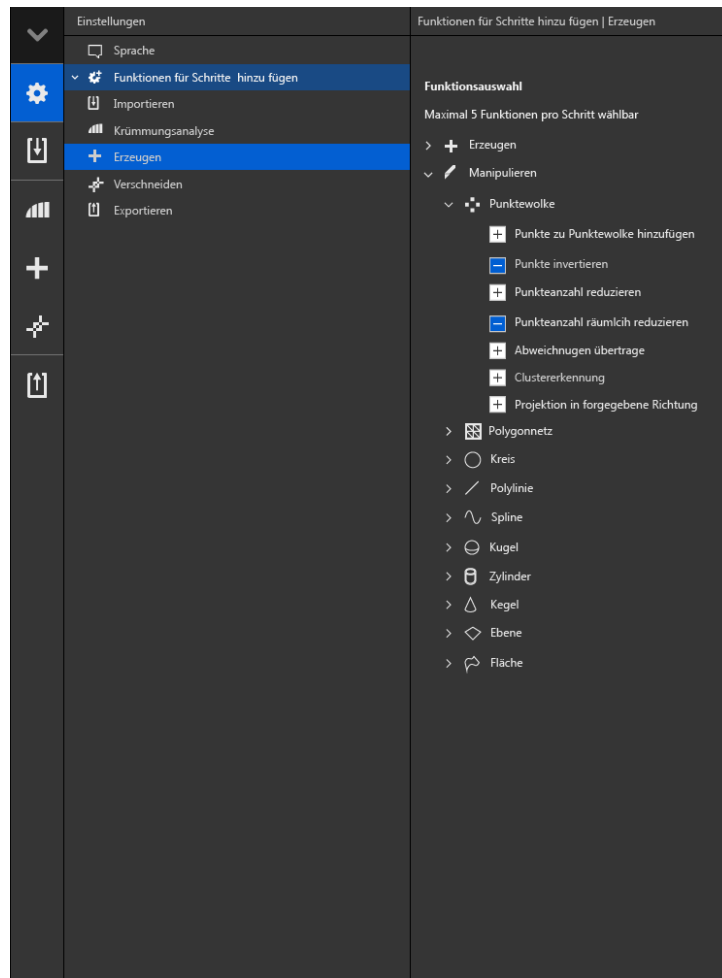 Einstellungen
Sprache
Funktionen für Schritte hinzu fügen
Importieren
Krümmungsanalyse
Erzeugen
Verschneiden
Exportieren
Funktionen für Schritte hinzu fügen | Erzeugen
Funktionsauswahl
Maximal 5 Funktionen pro Schritt wählbar
Erzeugen
Manipulieren
Punktewolke
Punkte zu Punktewolke hinzufügen
Punkte invertieren
Punkteanzahl reduzieren
Punkteanzahl räumlcih reduzieren
Abweichnugen übertrage
Clustererkennung
Projektion in forgegebene Richtung
Polygonnetz
Kreis
Polylinie
Spline
Kugel
Zylinder
Kegel
Ebene
Fläche